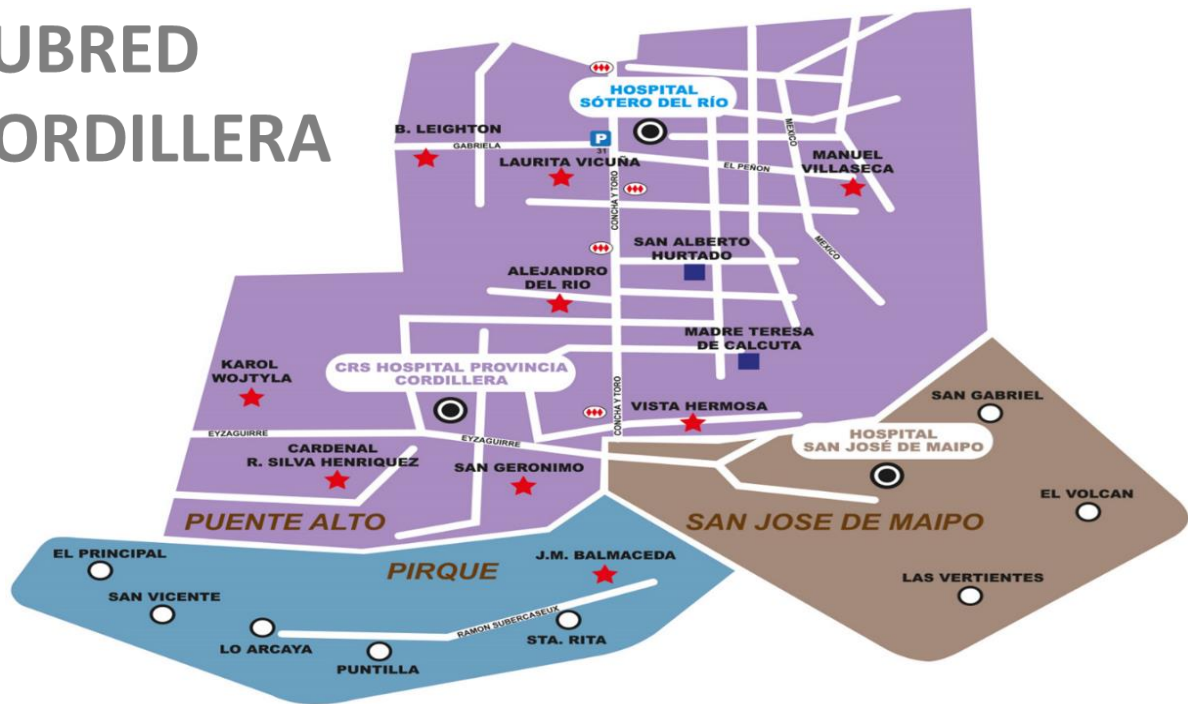 UBRED
ORDILLERA
HOSPITAL
SÓTERO DEL RÍO
B. LEIGHTON
GABRIELA
P
31
LAURITA VICUÑA
EL PEÑON
MEXICO
MANUEL
VILLASECA
CONCHA Y TORO
SAN ALBERTO
HURTADO
MEXICO
ALEJANDRO
DEL RIO
MADRE TERESA
DE CALCUTA
KAROL
WOJTYLA
CRS HOSPITAL PROVINCIA
CORDILLERA
CONCHA Y TORO
VISTA HERMOSA
SAN GABRIEL
EYZAGUIRRE
EYZAGUIRRE
HOSPITAL
SAN JOSÉ DE MAIPO
CARDENAL
R. SILVA HENRIQUEZ
SAN GERONIMO
EL VOLCAN
PUENTE ALTO
SAN JOSE DE MAIPO
EL PRINCIPAL
J.M. BALMACEDA
PIRQUE
LAS VERTIENTES
SAN VICENTE
RAMON SUBERCASEUX
STA. RITA
LO ARCAYA
PUNTILLA